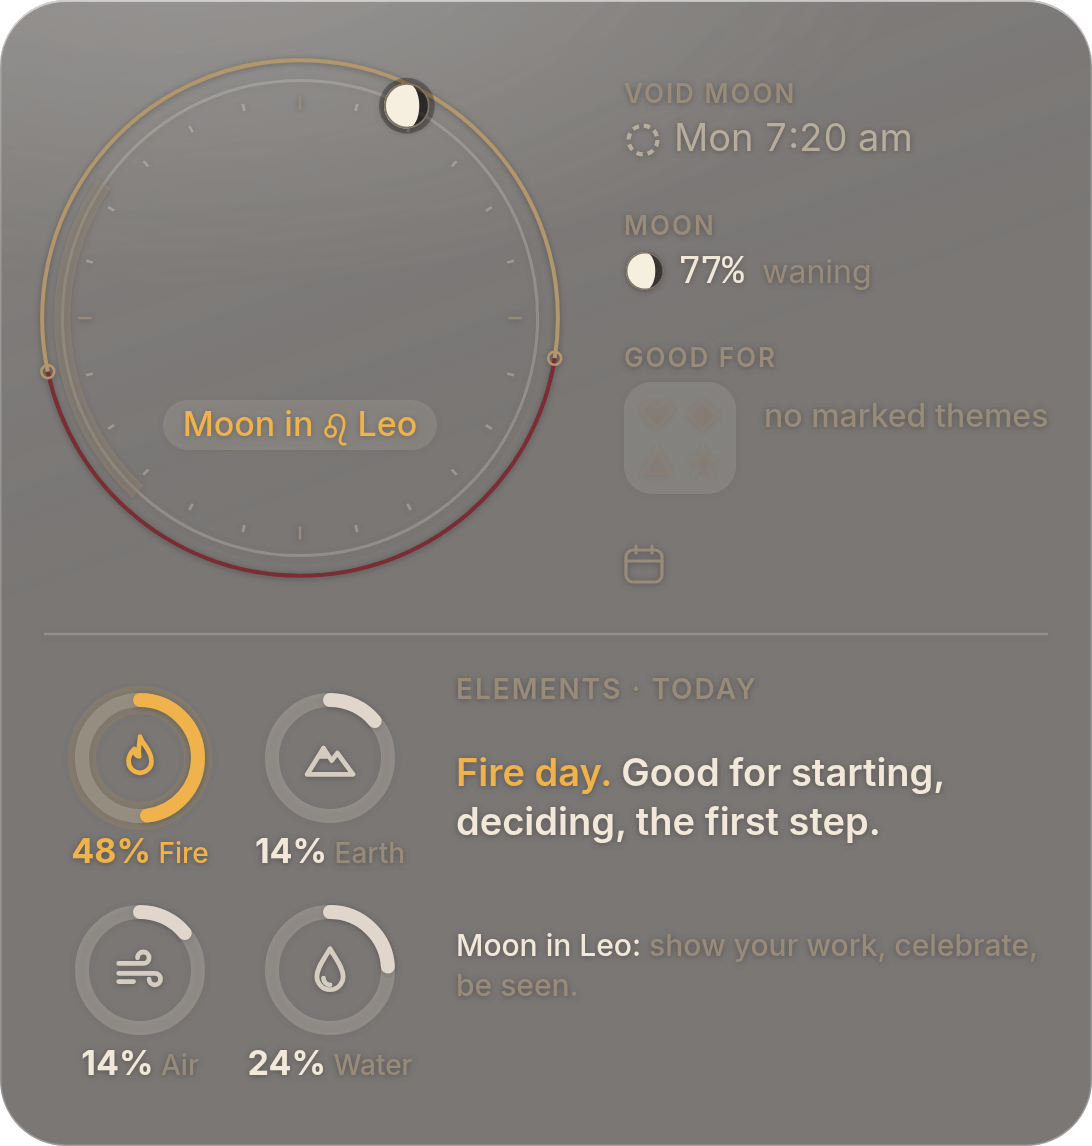 VOID MOON
Mon 7:20 am
MOON
77% waning
GOOD FOR
no marked themes
Moon in ♌ Leo
ELEMENTS · TODAY
Fire day. Good for starting,
deciding, the first step.
48% Fire
14% Earth
Moon in Leo: show your work, celebrate,
be seen.
14% Air
24% Water